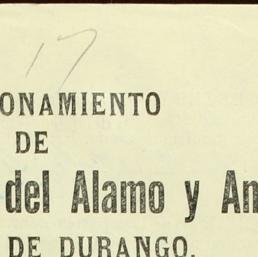 17
ONAMIENTO
DE
del Alamo y An
DE DURANGO.